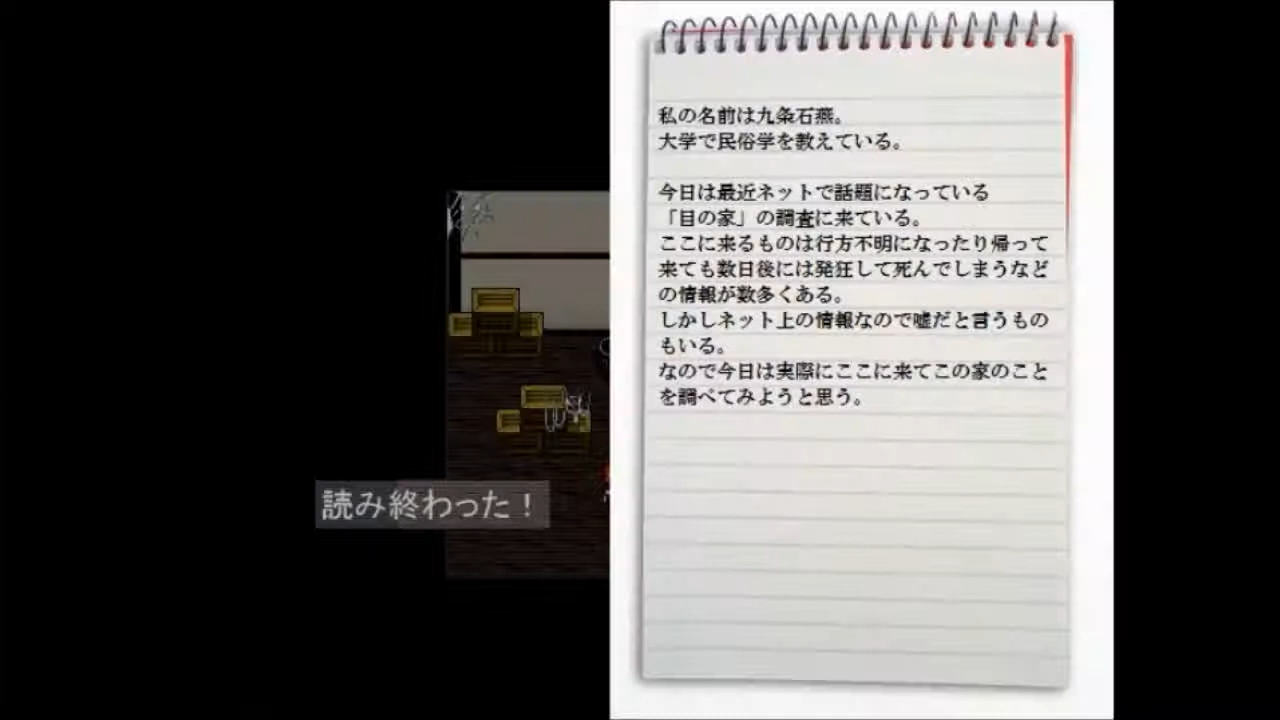 私の名前は九条石燕。
大学で民俗学を教えている。
今日は最近ネットで話題になっている
「目の家」の調査に来ている。
ここに来るものは行方不明になったり帰って
来ても数日後には発狂して死んでしまうなど
の情報が数多くある。
しかしネット上の情報なので嘘だと言うもの
もいる。
なので今日は実際にここに来てこの家のこと
を調べてみようと思う。
読み終わった！